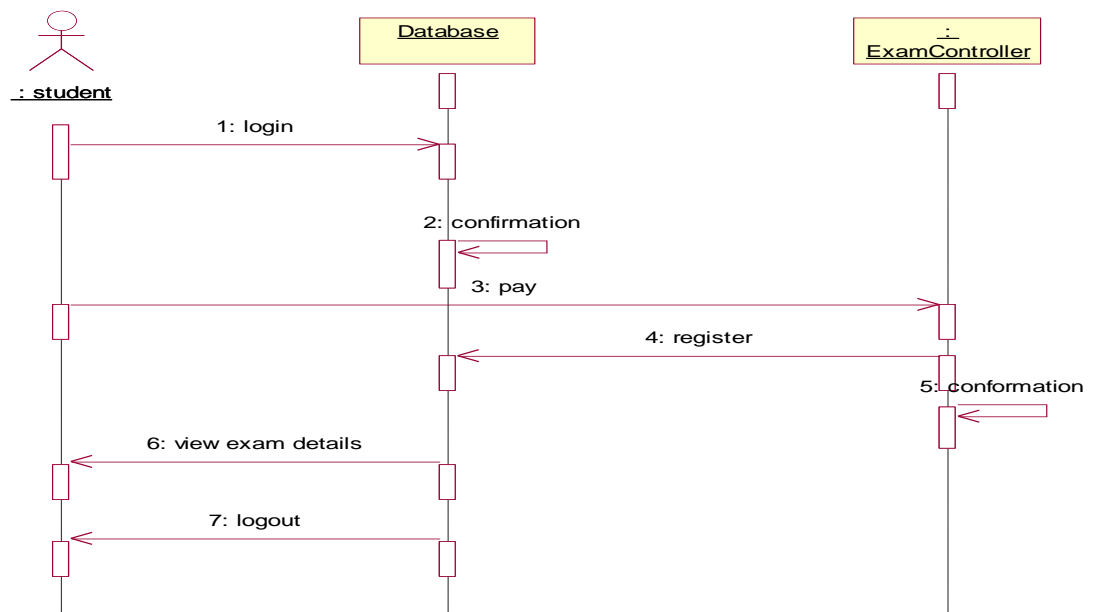 Database
:
ExamController
: student
1: login
2: confirmation
3: pay
4: register
5: conformation
6: view exam details
7: logout